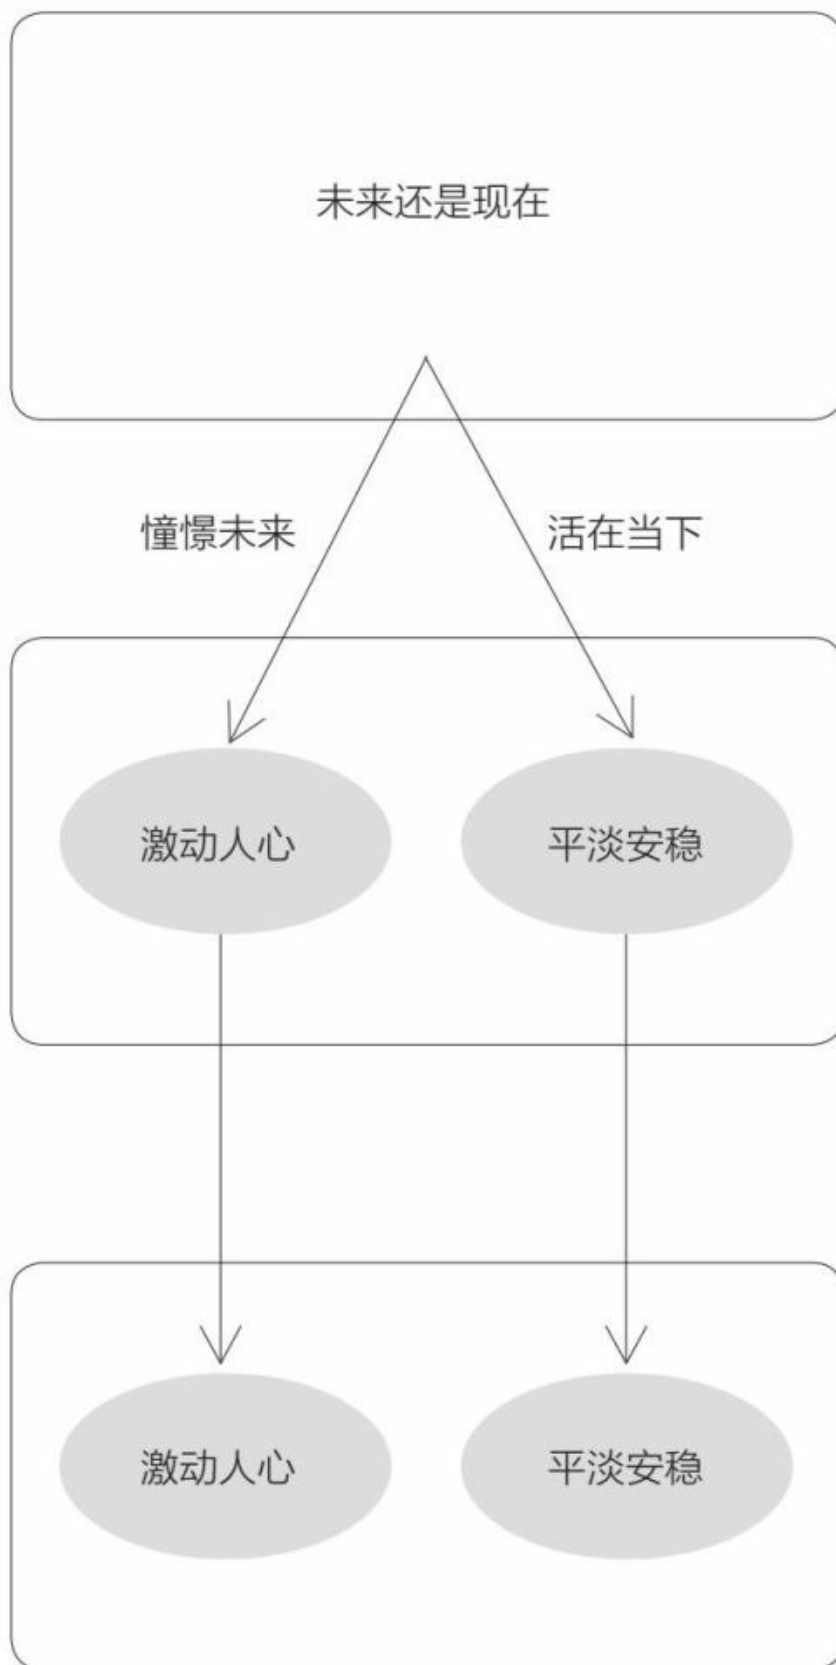 未来还是现在
憧憬未来
活在当下
激动人心
平淡安稳
激动人心
平淡安稳